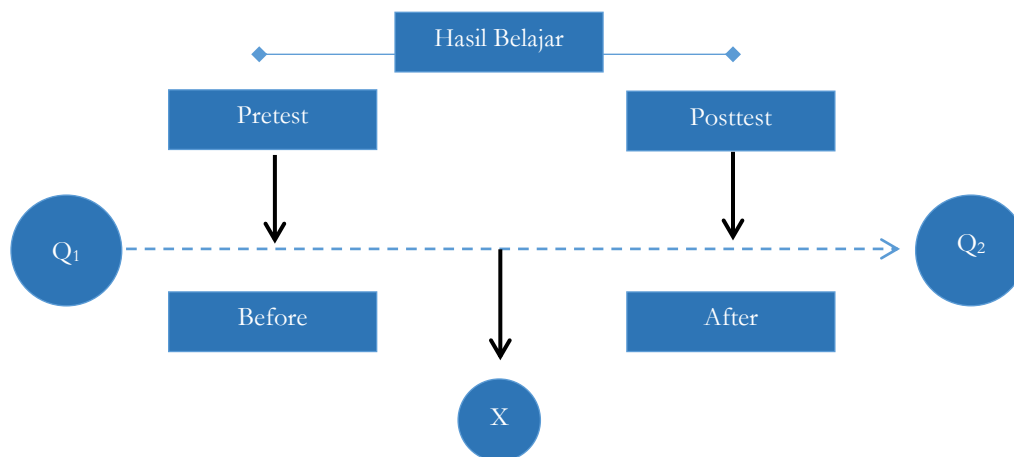 Hasil Belajar
Pretest
Posttest
Q₁
Q₂
Before
After
X